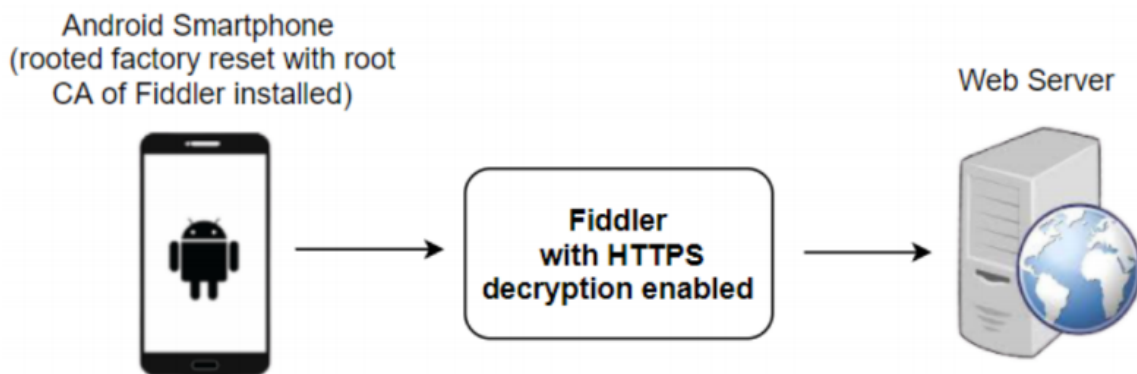 Android Smartphone
(rooted factory reset with root
CA of Fiddler installed)
Web Server
Fiddler
with HTTPS
decryption enabled